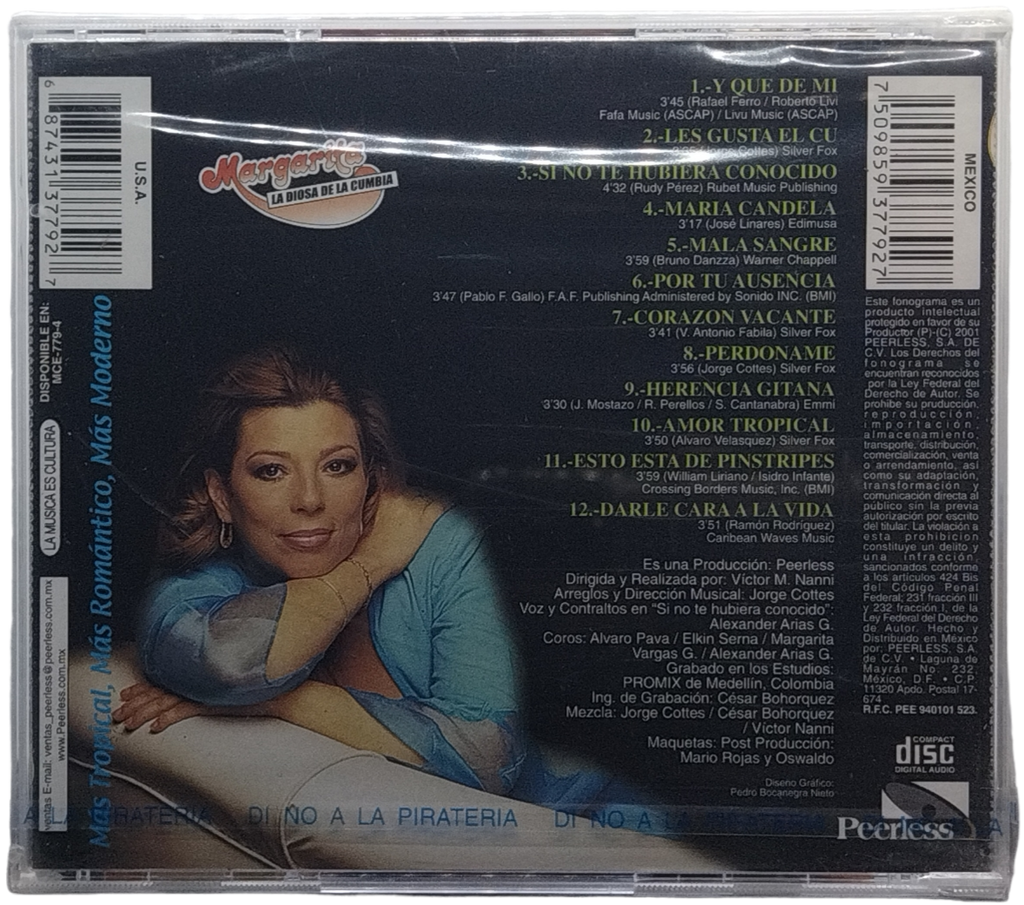 6 87431 37792 7
U.S.A.
DISPONIBLE EN:
MCE-779-4
LA MUSICA ES CULTURA
ventas E-mail: ventas_peerless@peerless.com.mx
www.Peerless.com.mx
Más Tropical, Más Romántico, Más Moderno
Margarita
LA DIOSA DE LA CUMBIA
1.-Y QUE DE MI
3'45 (Rafael Ferro / Roberto Livi
Fafa Music (ASCAP) / Livu Music (ASCAP)
2.-LES GUSTA EL CU
(Jorge Cottes) Silver Fox
3.-SI NO TE HUBIERA CONOCIDO
4'32 (Rudy Pérez) Rubet Music Publishing
4.-MARIA CANDELA
3'17 (José Linares) Edimusa
5.-MALA SANGRE
3'59 (Bruno Danzza) Warner Chappell
6.-POR TU AUSENCIA
3'47 (Pablo F. Gallo) F.A.F. Publishing Administered by Sonido INC. (BMI)
7.-CORAZON VACANTE
3'41 (V. Antonio Fabila) Silver Fox
8.-PERDONAME
3'56 (Jorge Cottes) Silver Fox
9.-HERENCIA GITANA
3'30 (J. Mostazo / R. Perellos / S. Cantanabra) Emmi
10.-AMOR TROPICAL
3'50 (Alvaro Velasquez) Silver Fox
11.-ESTO ESTA DE PINSTRIPES
3'59 (William Liriano / Isidro Infante)
Crossing Borders Music, Inc. (BMI)
12.-DARLE CARA A LA VIDA
3'51 (Ramón Rodríguez)
Caribean Waves Music
Es una Producción: Peerless
Dirigida y Realizada por: Víctor M. Nanni
Arreglos y Dirección Musical: Jorge Cottes
Voz y Contraltos en "Si no te hubiera conocido":
Alexander Arias G.
Coros: Alvaro Pava / Elkin Serna / Margarita
Vargas G. / Alexander Arias G.
Grabado en los Estudios:
PROMIX de Medellín, Colombia
Ing. de Grabación: César Bohorquez
Mezcla: Jorge Cottes / César Bohorquez
/ Víctor Nanni
Maquetas: Post Producción:
Mario Rojas y Oswaldo
Diseño Gráfico:
Pedro Bocanegra Nieto
7 509859 377927
MEXICO
Este fonograma es un
producto intelectual
protegido en favor de su
Productor (P)-(C) 2001
PEERLESS, S.A. DE
C.V. Los Derechos del
fonograma se
encuentran reconocidos
por la Ley Federal del
Derecho de Autor. Se
prohibe su pruducción,
reproducción,
importación,
almacenamiento,
transporte, distribución,
comercialización, venta
o arrendamiento, así
como su adaptación,
transformación y
comunicación directa al
público sin la previa
autorización por escrito
del titular. La violación a
esta prohibicion
constituye un delito y
una infracción,
sancionados conforme
a los artículos 424 Bis
del Código Penal
Federal; 231 fracción III
y 232 fracción I, de la
Ley Federal del Derecho
de Autor. Hecho y
Distribuido en México
por: PEERLESS, S.A.
de C.V. • Laguna de
Mayrán No. 232,
México, D.F. • C.P.
11320 Apdo. Postal 17-
674
R.F.C. PEE 940101 523.
COMPACT
disc
DIGITAL AUDIO
Peerless
A LA PIRATERIA DI NO A LA PIRATERIA DI NO A LA PIRATERIA